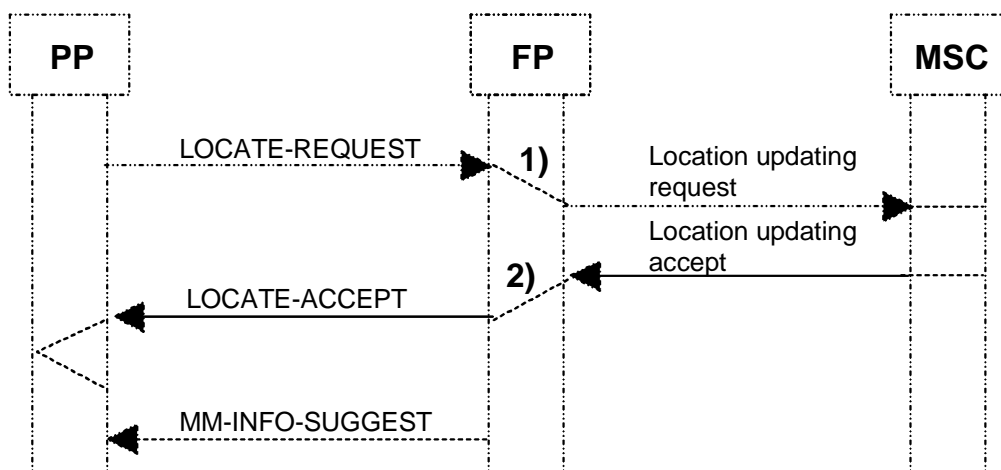 PP
FP
MSC
LOCATE-REQUEST
1)
Location updating
request
Location updating
accept
2)
LOCATE-ACCEPT
MM-INFO-SUGGEST